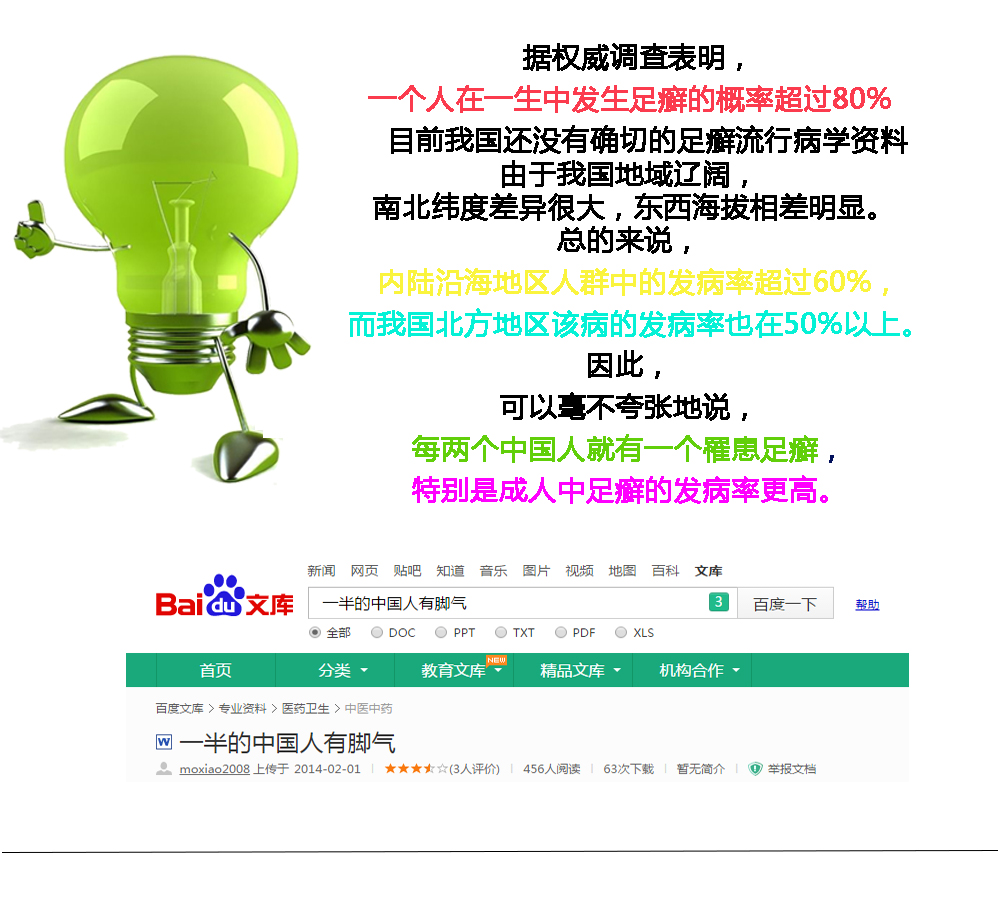 据权威调查表明，
一个人在一生中发生足癣的概率超过80%
目前我国还没有确切的足癣流行病学资料
由于我国地域辽阔，
南北纬度差异很大，东西海拔相差明显。
总的来说，
内陆沿海地区人群中的发病率超过60%，
而我国北方地区该病的发病率也在50%以上。
因此，
可以毫不夸张地说，
每两个中国人就有一个罹患足癣，
特别是成人中足癣的发病率更高。
新闻 网页 贴吧 知道 音乐 图片 视频 地图 百科 文库
Bai du 文库 一半的中国人有脚气 3 百度一下 帮助
全部 DOC PPT TXT PDF XLS
首页 分类 教育文库 NEW 精品文库 机构合作
百度文库 > 专业资料 > 医药卫生 > 中医中药
W 一半的中国人有脚气
moxiao2008 上传于 2014-02-01 | ★★★★☆(3人评价) | 456人阅读 | 63次下载 | 暂无简介 | 举报文档